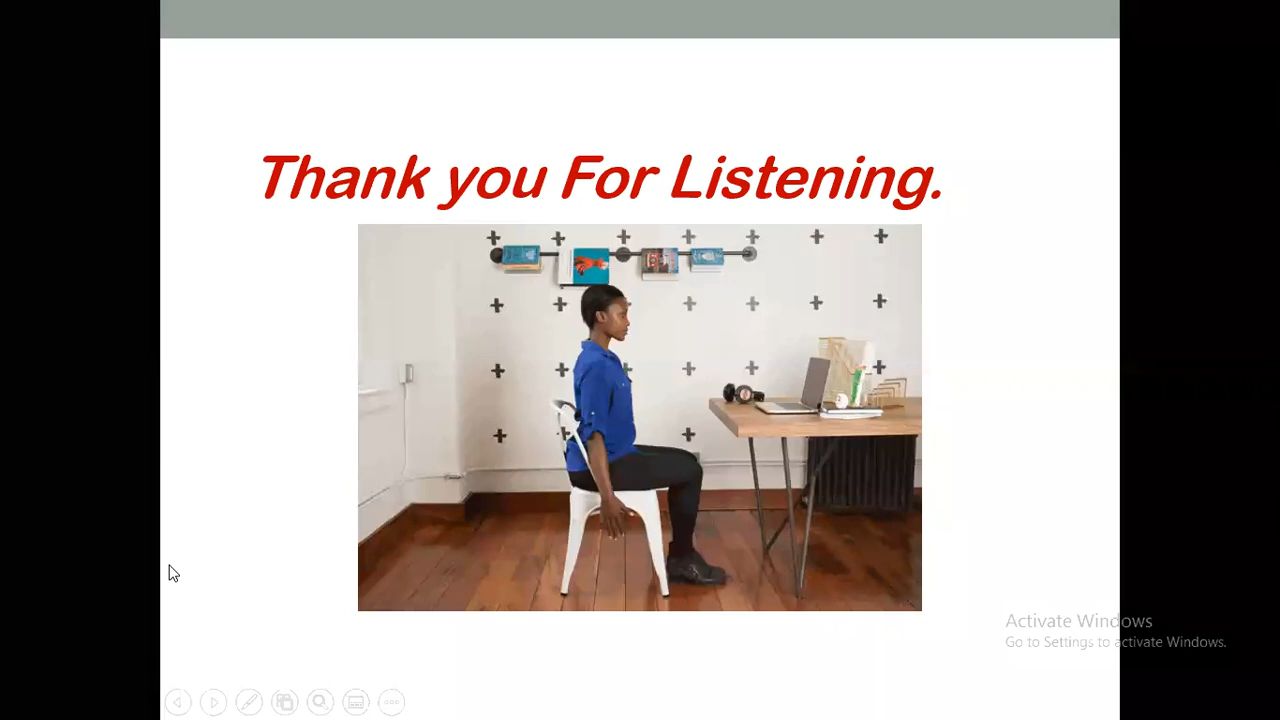 Thank you For Listening.
Activate Windows
Go to Settings to activate Windows.